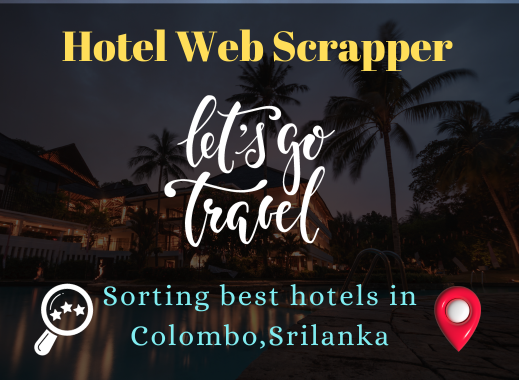 Hotel Web Scrapper
let's go
travel
Sorting best hotels in
Colombo,Srilanka